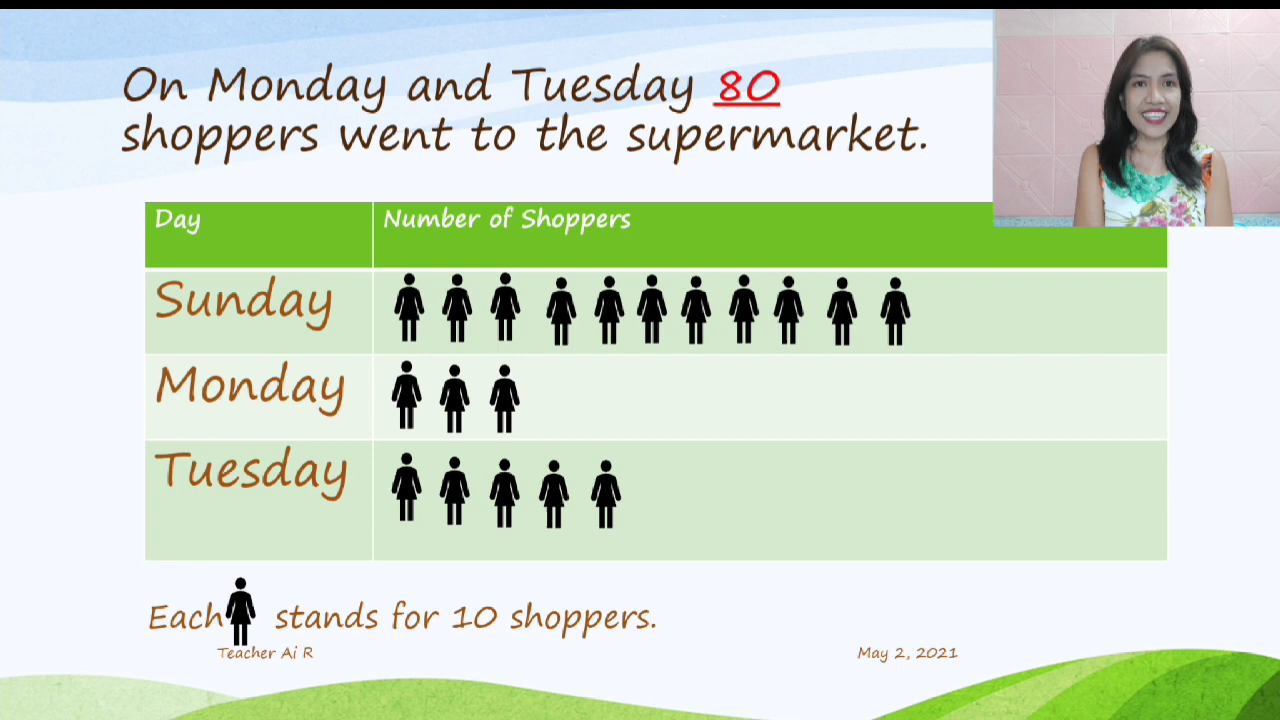 On Monday and Tuesday 80
shoppers went to the supermarket.
Day Number of Shoppers
Sunday
Monday
Tuesday
Each stands for 10 shoppers.
Teacher Ai R May 2, 2021